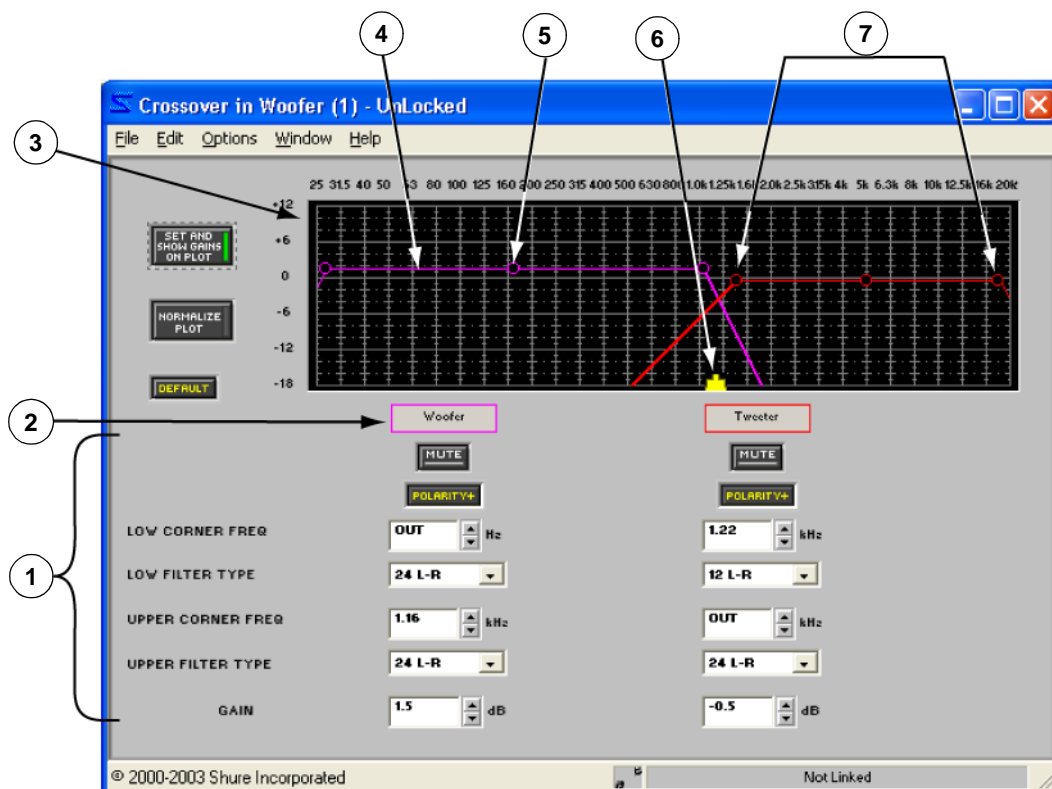 4 5 6 7
Crossover in Woofer (1) - UnLocked
File Edit Options Window Help
3
25 31.5 40 50 63 80 100 125 160 200 250 315 400 500 630 800 1.0k 1.25k 1.6k 2.0k 2.5k 3.15k 4k 5k 6.3k 8k 10k 12.5k 16k 20k
+12
SET AND
SHOW GAINS
ON PLOT
+6
0
NORMALIZE
PLOT
-6
-12
DEFAULT
-18
2
Woofer Tweeter
MUTE MUTE
POLARITY+ POLARITY+
LOW CORNER FREQ OUT Hz 1.22 kHz
1
LOW FILTER TYPE 24 L-R 12 L-R
UPPER CORNER FREQ 1.16 kHz OUT kHz
UPPER FILTER TYPE 24 L-R 24 L-R
GAIN 1.5 dB -0.5 dB
© 2000-2003 Shure Incorporated Not Linked